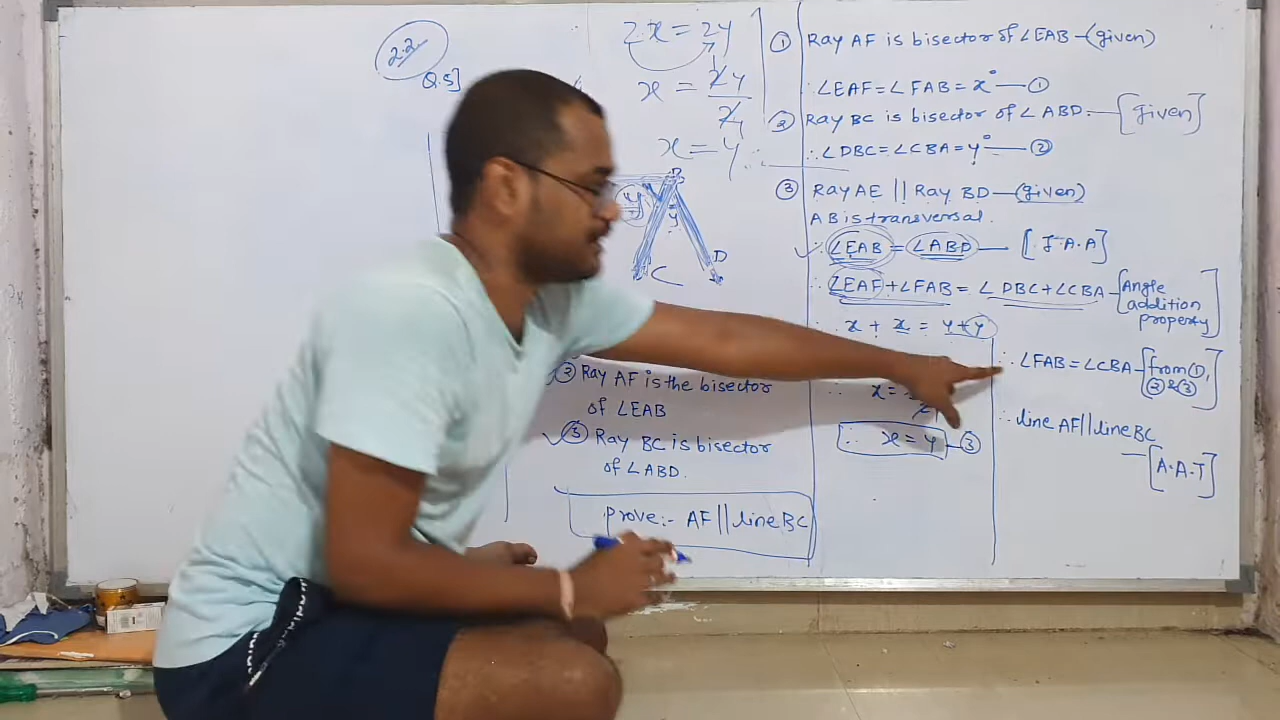 2.2
Q.5]
2x = 2y
x = 2y
2
x = y
B
y
C
D
② Ray AF is the bisector
of ∠EAB
③ Ray BC is bisector
of ∠ABD.
Prove:- AF || line BC
① Ray AF is bisector of ∠EAB - (given)
∠EAF = ∠FAB = x° — ①
② Ray BC is bisector of ∠ABD. — [given]
∴ ∠DBC = ∠CBA = y° — ②
③ Ray AE || Ray BD — (given)
AB is transversal.
∴ ∠EAB = ∠ABD — [I.A.A]
∴ ∠EAF + ∠FAB = ∠DBC + ∠CBA - [Angle
addition
property]
∴ x + x = y + y
∴ x =
∴ x = y — ③
∴ ∠FAB = ∠CBA - [from ①,
② & ③]
∴ line AF || line BC
— [A.A.T]